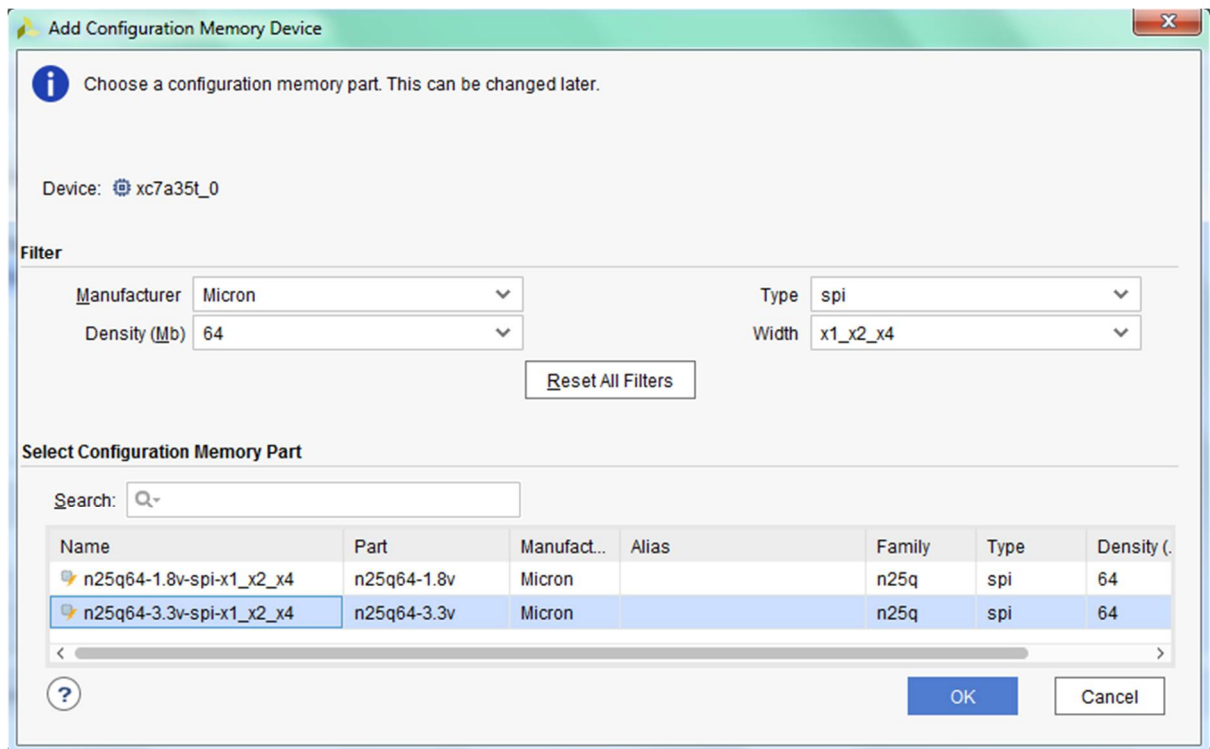 Add Configuration Memory Device
Choose a configuration memory part. This can be changed later.
Device: xc7a35t_0
Filter
Manufacturer Micron Type spi
Density (Mb) 64 Width x1_x2_x4
Reset All Filters
Select Configuration Memory Part
Search:
Name Part Manufact... Alias Family Type Density (.
n25q64-1.8v-spi-x1_x2_x4 n25q64-1.8v Micron n25q spi 64
n25q64-3.3v-spi-x1_x2_x4 n25q64-3.3v Micron n25q spi 64
? OK Cancel